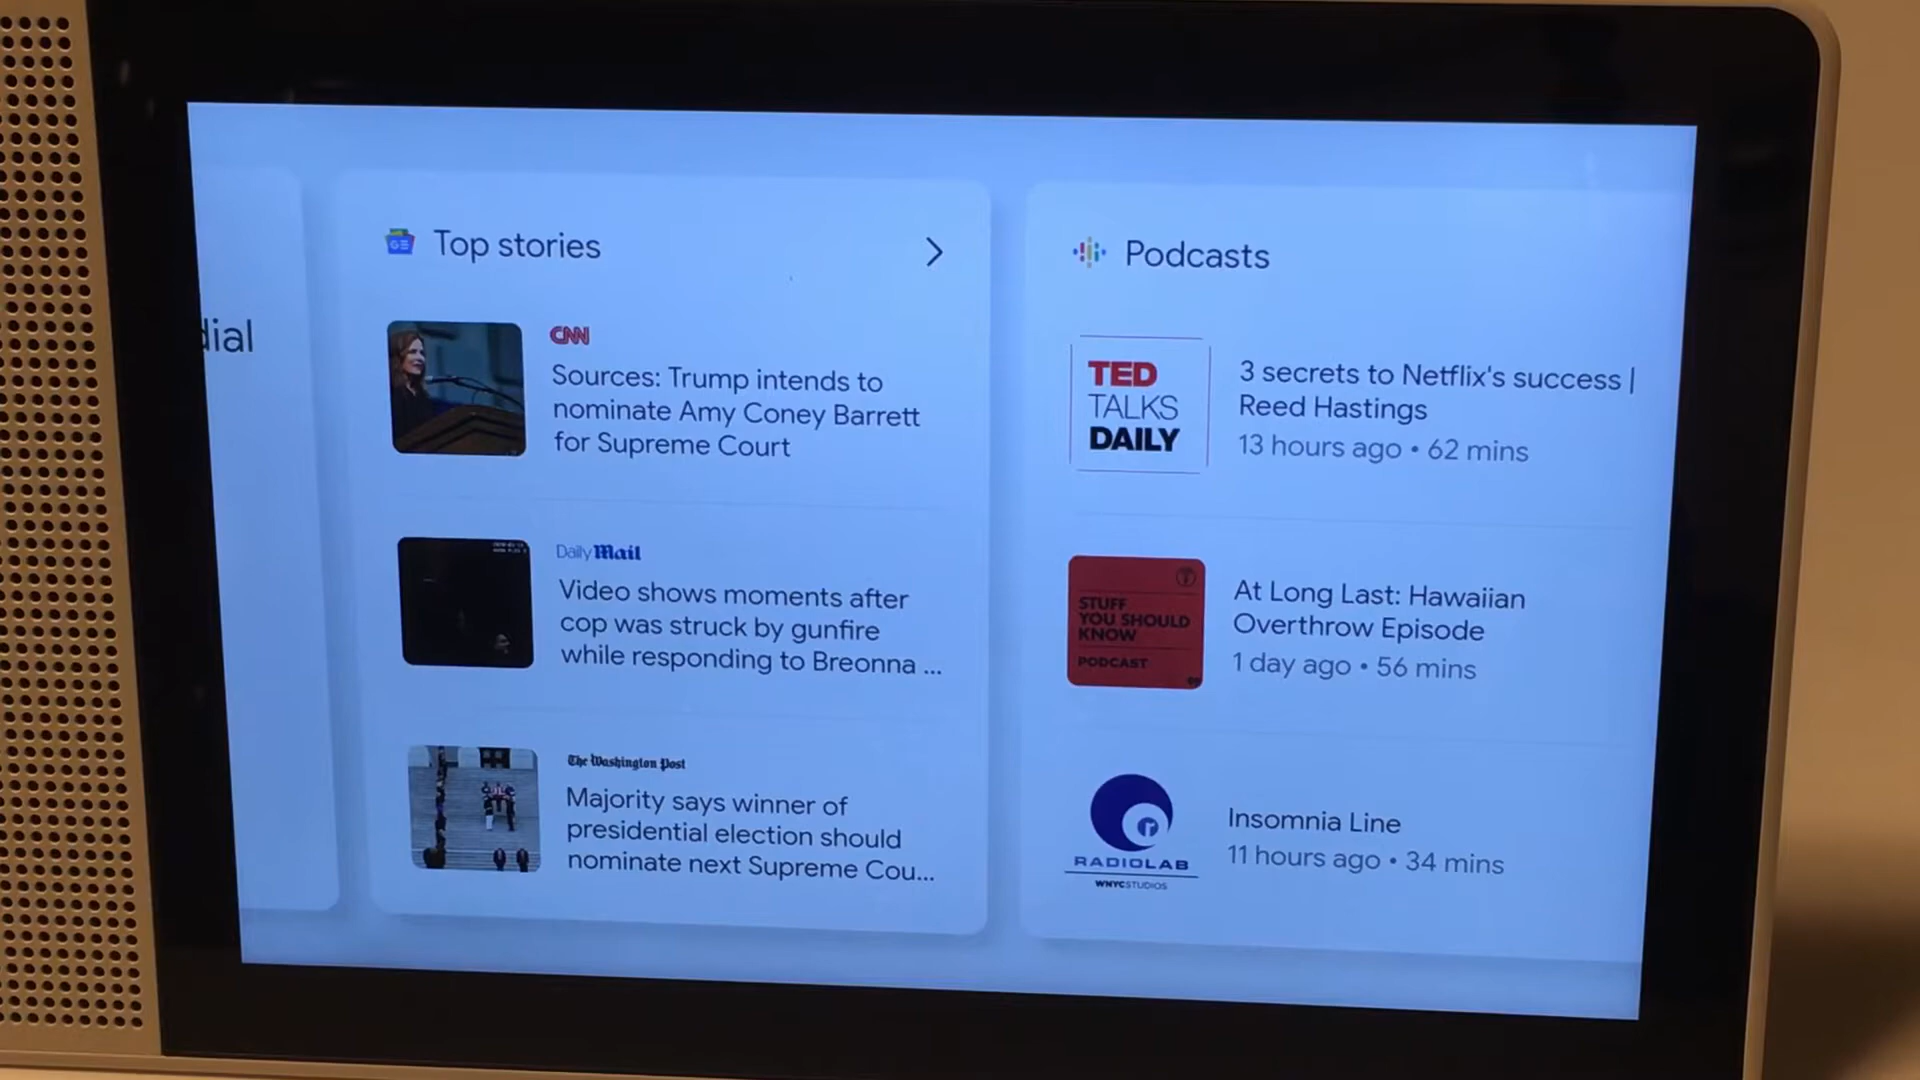 dial
Top stories
CNN
Sources: Trump intends to
nominate Amy Coney Barrett
for Supreme Court
Daily Mail
Video shows moments after
cop was struck by gunfire
while responding to Breonna ...
The Washington Post
Majority says winner of
presidential election should
nominate next Supreme Cou...
Podcasts
TED
TALKS
DAILY
3 secrets to Netflix's success |
Reed Hastings
13 hours ago • 62 mins
STUFF
YOU SHOULD
KNOW
PODCAST
At Long Last: Hawaiian
Overthrow Episode
1 day ago • 56 mins
RADIOLAB
WNYCSTUDIOS
Insomnia Line
11 hours ago • 34 mins